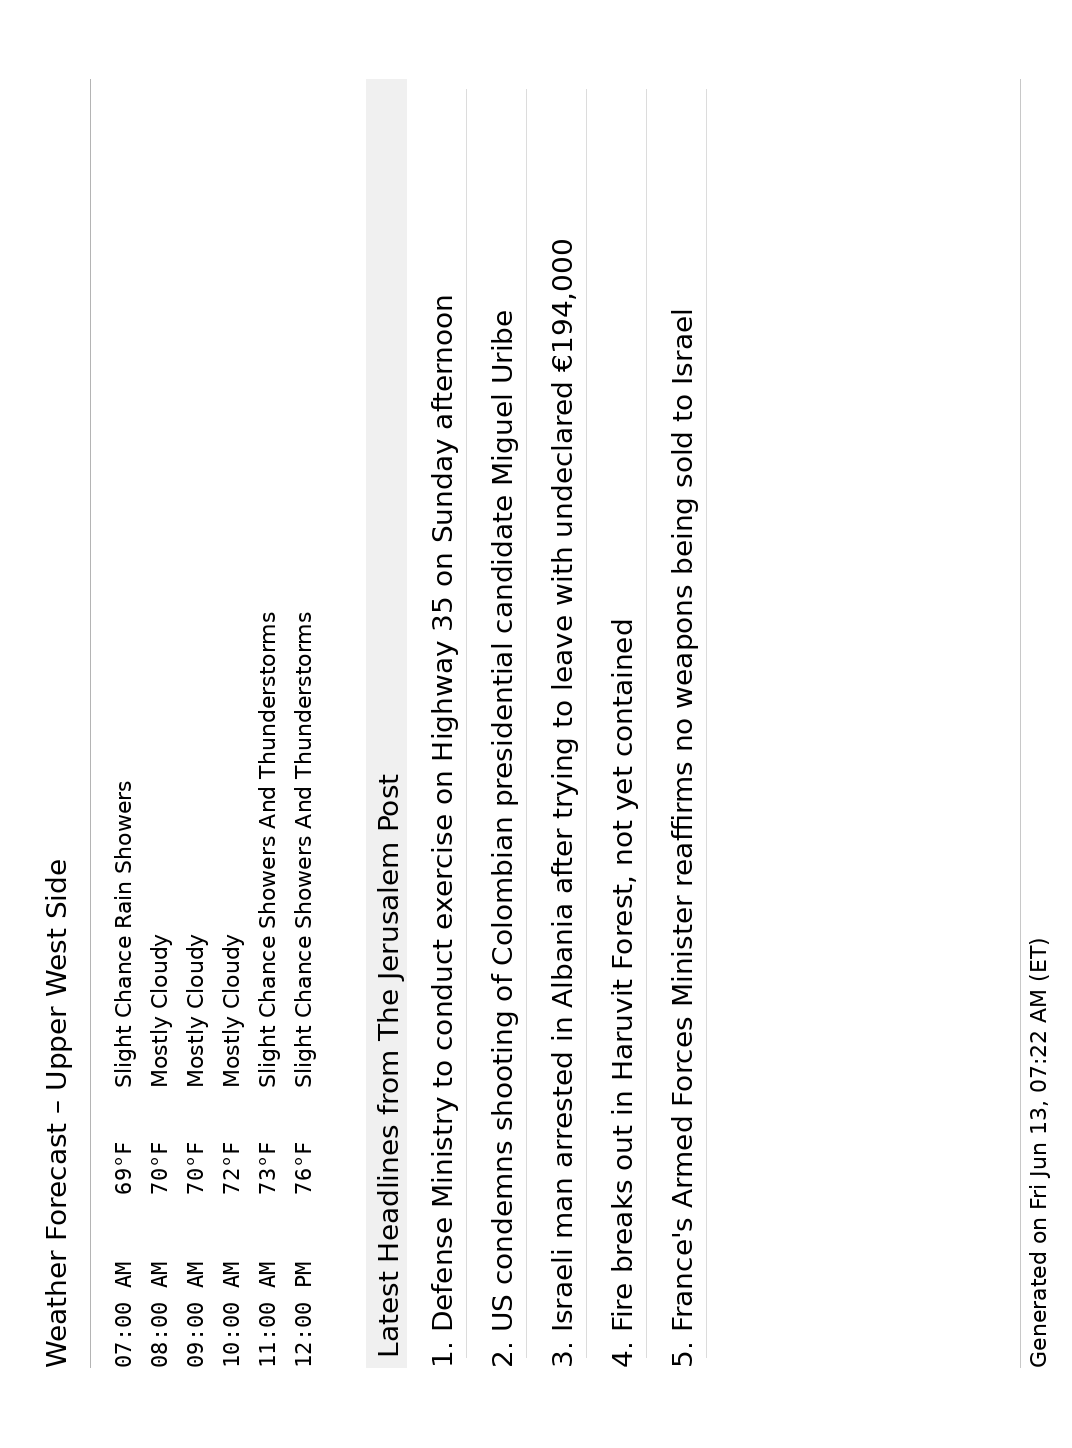 Weather Forecast – Upper West Side
07:00 AM 69°F Slight Chance Rain Showers
08:00 AM 70°F Mostly Cloudy
09:00 AM 70°F Mostly Cloudy
10:00 AM 72°F Mostly Cloudy
11:00 AM 73°F Slight Chance Showers And Thunderstorms
12:00 PM 76°F Slight Chance Showers And Thunderstorms
Latest Headlines from The Jerusalem Post
1. Defense Ministry to conduct exercise on Highway 35 on Sunday afternoon
2. US condemns shooting of Colombian presidential candidate Miguel Uribe
3. Israeli man arrested in Albania after trying to leave with undeclared €194,000
4. Fire breaks out in Haruvit Forest, not yet contained
5. France's Armed Forces Minister reaffirms no weapons being sold to Israel
Generated on Fri Jun 13, 07:22 AM (ET)